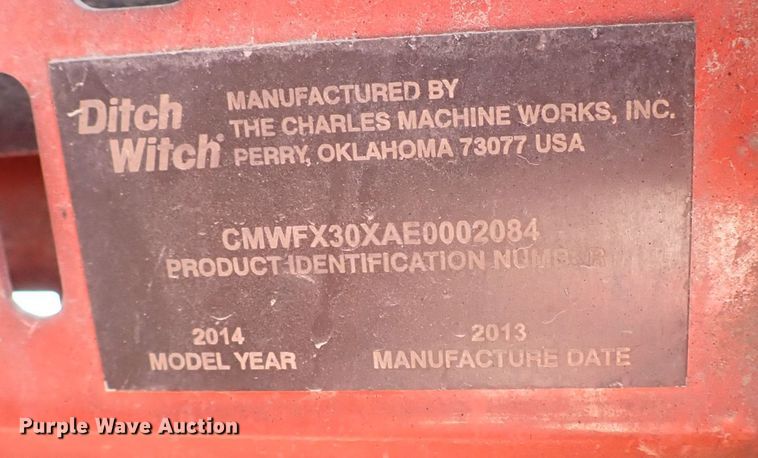 Ditch Witch®
MANUFACTURED BY
THE CHARLES MACHINE WORKS, INC.
PERRY, OKLAHOMA 73077 USA
CMWFX30XAE0002084
PRODUCT IDENTIFICATION NUMBER
2014
MODEL YEAR
2013
MANUFACTURE DATE
Purple Wave Auction